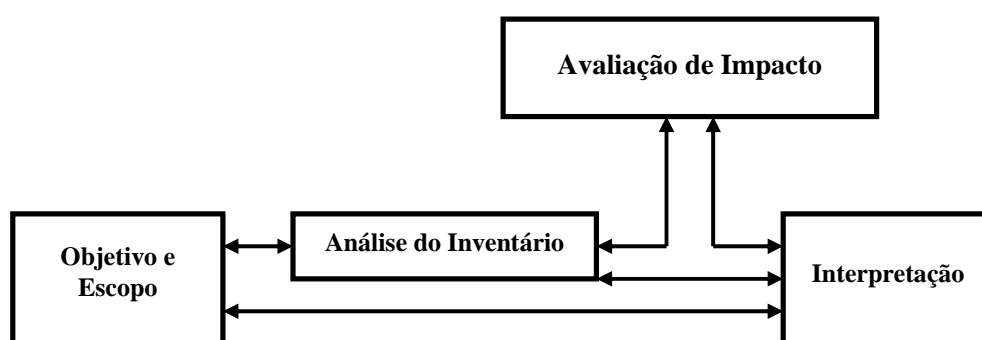 Avaliação de Impacto
Objetivo e
Escopo
Análise do Inventário
Interpretação